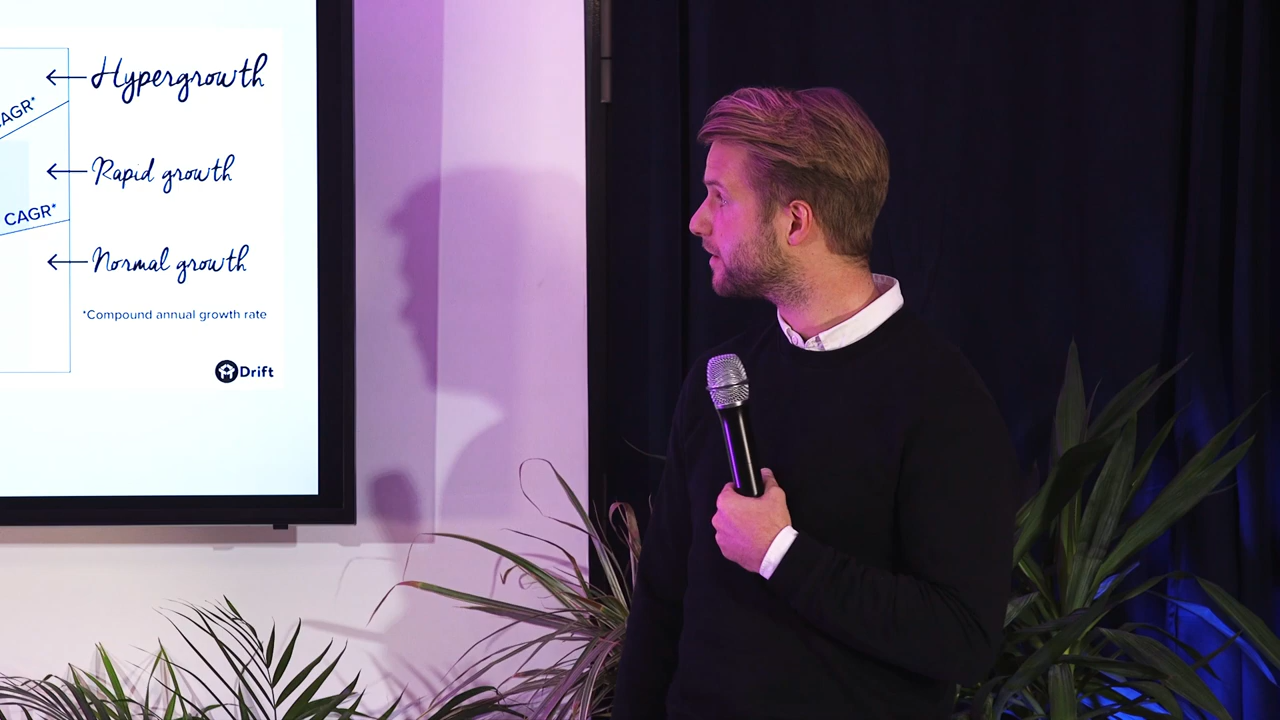 Hypergrowth
CAGR*
Rapid growth
CAGR*
Normal growth
*Compound annual growth rate
Drift